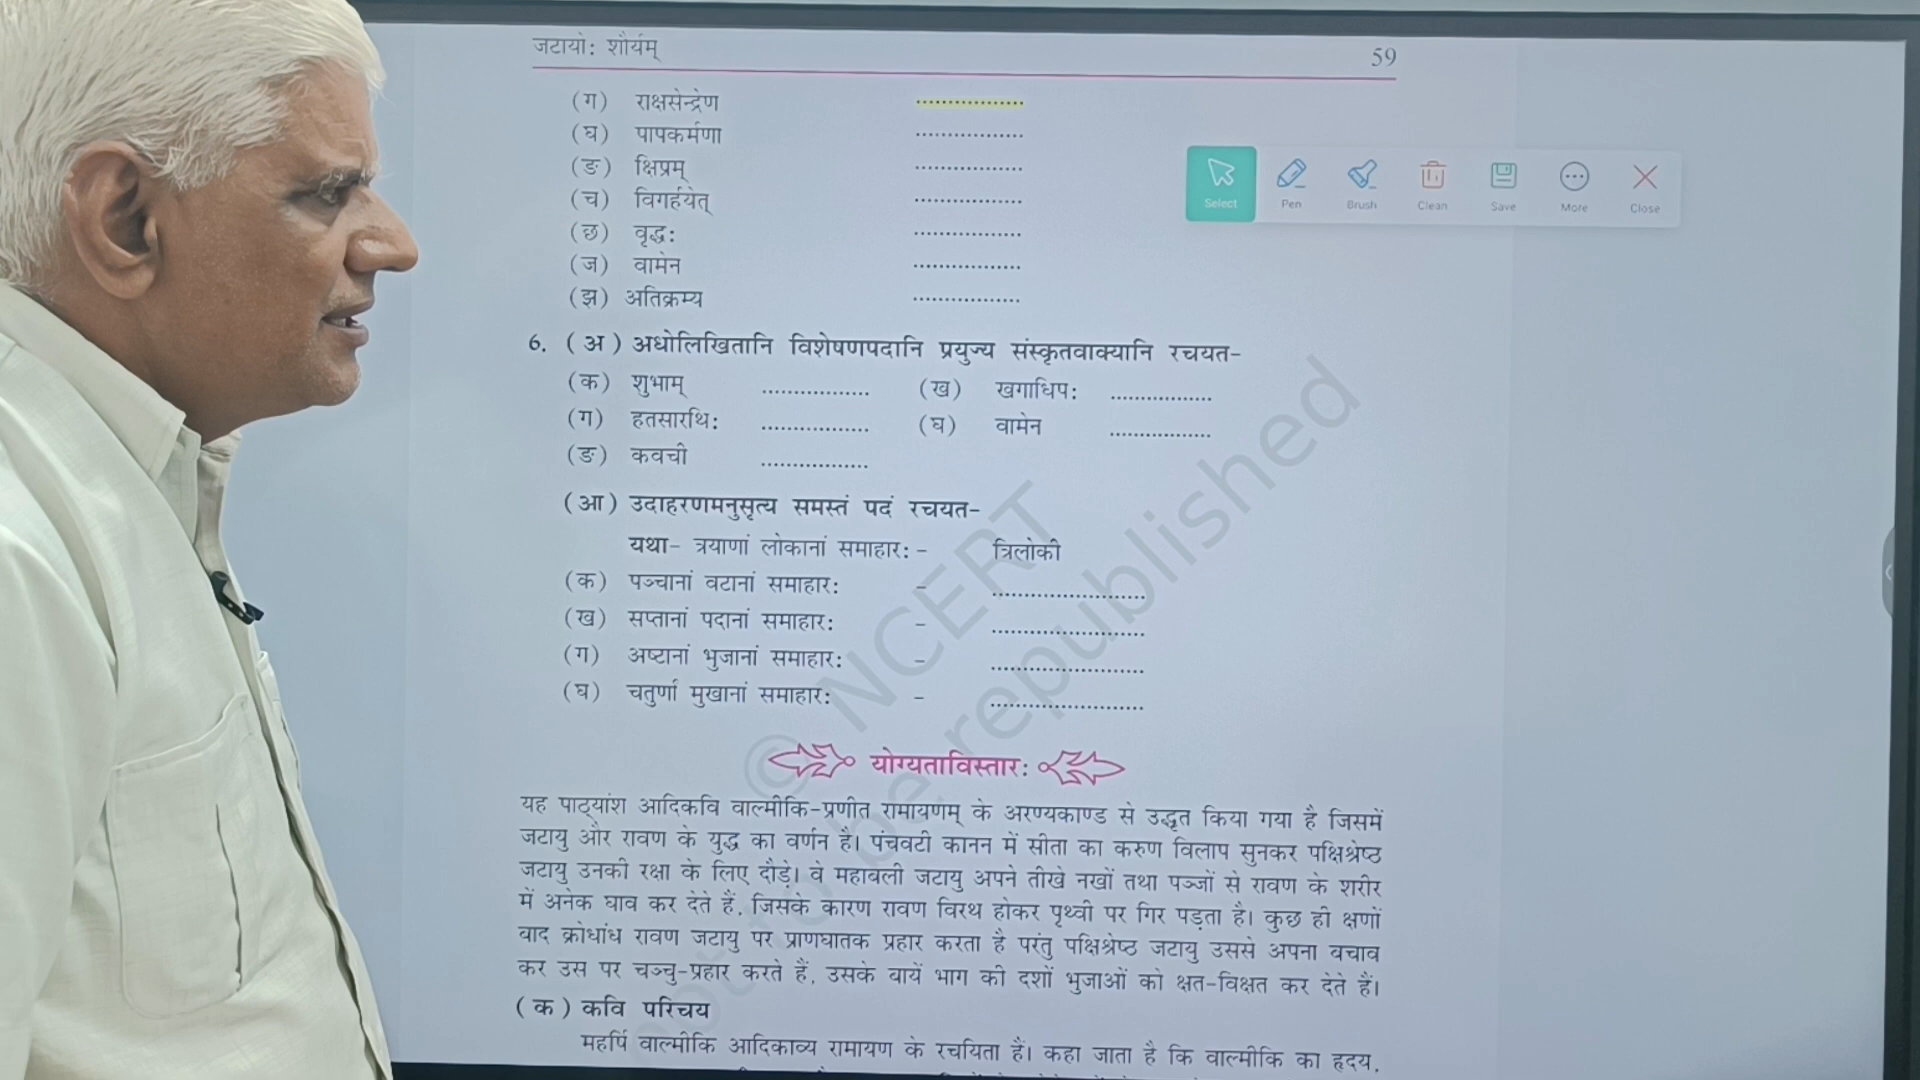 जटायोः शौर्यम् 59
(ग) राक्षसेन्द्रेण ..................
(घ) पापकर्मणा ..................
(ङ) क्षिप्रम् ..................
(च) विगर्हयेत् ..................
(छ) वृद्धः ..................
(ज) वामेन ..................
(झ) अतिक्रम्य ..................
Select Pen Brush Clean Save More Close
6. (अ) अधोलिखितानि विशेषणपदानि प्रयुज्य संस्कृतवाक्यानि रचयत-
(क) शुभाम् .................. (ख) खगाधिपः .................
(ग) हतसारथिः .................. (घ) वामेन .................
(ङ) कवची ..................
(आ) उदाहरणमनुसृत्य समस्तं पदं रचयत-
यथा- त्रयाणां लोकानां समाहारः - त्रिलोकी
(क) पञ्चानां वटानां समाहारः - ..........................
(ख) सप्तानां पदानां समाहारः - ..........................
(ग) अष्टानां भुजानां समाहारः - ..........................
(घ) चतुर्णां मुखानां समाहारः - ..........................
योग्यताविस्तारः
यह पाठ्यांश आदिकवि वाल्मीकि-प्रणीत रामायणम् के अरण्यकाण्ड से उद्धृत किया गया है जिसमें
जटायु और रावण के युद्ध का वर्णन है। पंचवटी कानन में सीता का करुण विलाप सुनकर पक्षिश्रेष्ठ
जटायु उनकी रक्षा के लिए दौड़े। वे महाबली जटायु अपने तीखे नखों तथा पञ्जों से रावण के शरीर
में अनेक घाव कर देते हैं, जिसके कारण रावण विरथ होकर पृथ्वी पर गिर पड़ता है। कुछ ही क्षणों
बाद क्रोधांध रावण जटायु पर प्राणघातक प्रहार करता है परंतु पक्षिश्रेष्ठ जटायु उससे अपना बचाव
कर उस पर चञ्चु-प्रहार करते हैं, उसके बायें भाग की दशों भुजाओं को क्षत-विक्षत कर देते हैं।
(क) कवि परिचय
महर्षि वाल्मीकि आदिकाव्य रामायण के रचयिता हैं। कहा जाता है कि वाल्मीकि का हृदय,
© NCERT
not to be republished